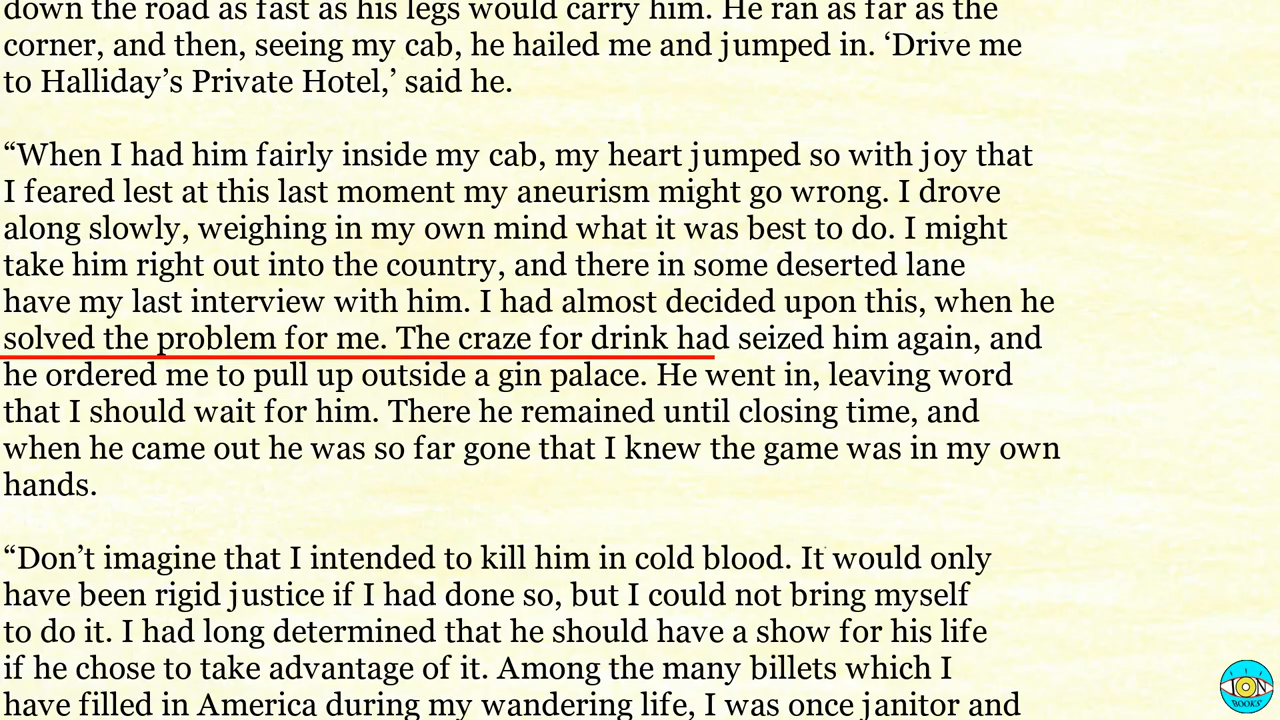 down the road as fast as his legs would carry him. He ran as far as the
corner, and then, seeing my cab, he hailed me and jumped in. ‘Drive me
to Halliday’s Private Hotel,’ said he.
“When I had him fairly inside my cab, my heart jumped so with joy that
I feared lest at this last moment my aneurism might go wrong. I drove
along slowly, weighing in my own mind what it was best to do. I might
take him right out into the country, and there in some deserted lane
have my last interview with him. I had almost decided upon this, when he
solved the problem for me. The craze for drink had seized him again, and
he ordered me to pull up outside a gin palace. He went in, leaving word
that I should wait for him. There he remained until closing time, and
when he came out he was so far gone that I knew the game was in my own
hands.
“Don’t imagine that I intended to kill him in cold blood. It would only
have been rigid justice if I had done so, but I could not bring myself
to do it. I had long determined that he should have a show for his life
if he chose to take advantage of it. Among the many billets which I
have filled in America during my wandering life, I was once janitor and
ION
BOOKS